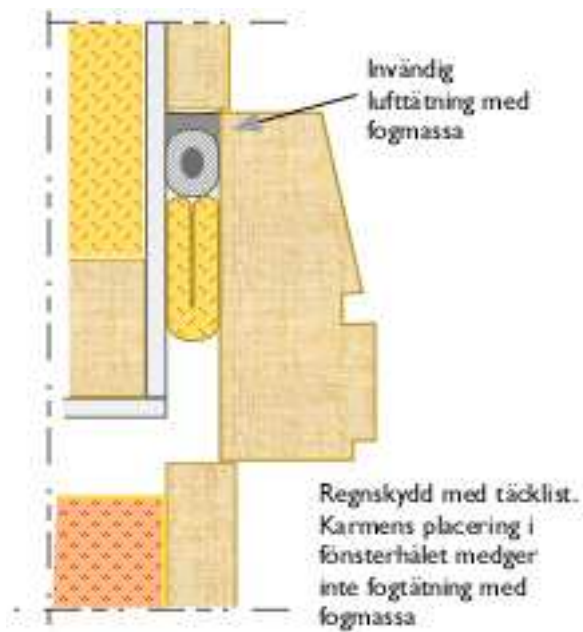 Invändig
lufttätning med
fogmassa
Regnskydd med täcklist.
Karmens placering i
fönsterhålet medger
inte fogtätning med
fogmassa